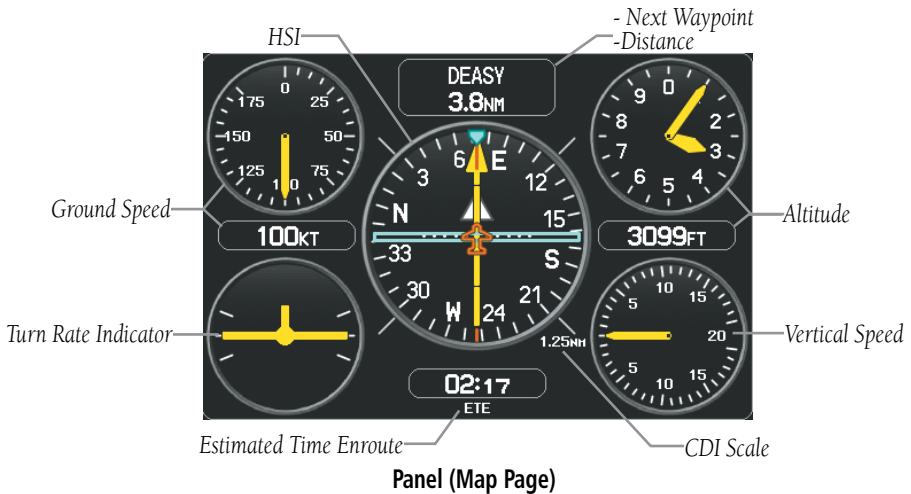 HSI
- Next Waypoint
-Distance
DEASY
3.8NM
0
25
50
75
100
125
150
175
0
2
3
4
5
6
7
8
9
6
E
12
15
S
21
24
W
30
33
N
3
Ground Speed
100KT
3099FT
Altitude
Turn Rate Indicator
5
10
15
20
15
10
5
Vertical Speed
1.25NM
02:17
ETE
Estimated Time Enroute
CDI Scale
Panel (Map Page)